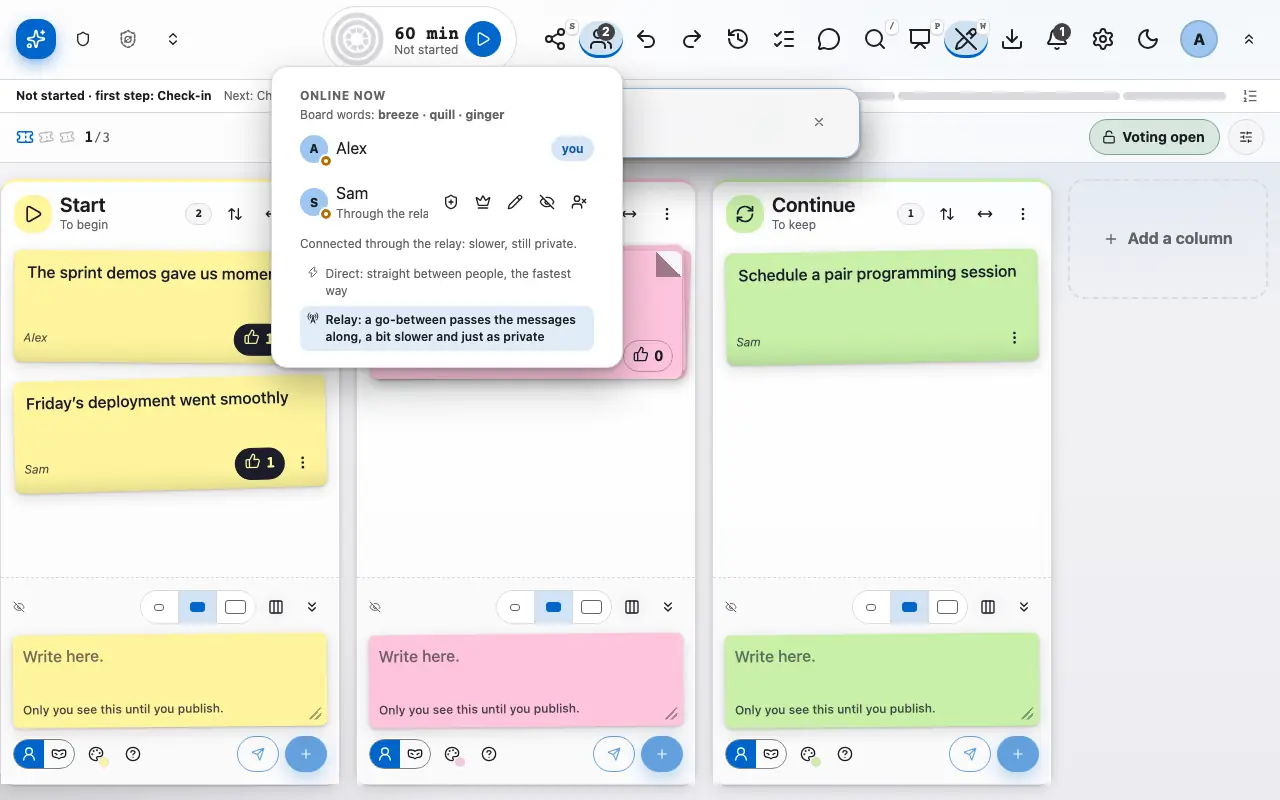 60 min
Not started
S
2
/
P
W
1
A
Not started · first step: Check-in
Next: Ch
1/3
Voting open
ONLINE NOW
Board words: breeze · quill · ginger
A
Alex
you
S
Sam
Through the rela
Connected through the relay: slower, still private.
Direct: straight between people, the fastest
way
Relay: a go-between passes the messages
along, a bit slower and just as private
Start
To begin
2
The sprint demos gave us momen
Alex
1
Friday’s deployment went smoothly
Sam
1
0
Continue
To keep
1
Schedule a pair programming session
Sam
+ Add a column
Write here.
Only you see this until you publish.
Write here.
Only you see this until you publish.
Write here.
Only you see this until you publish.